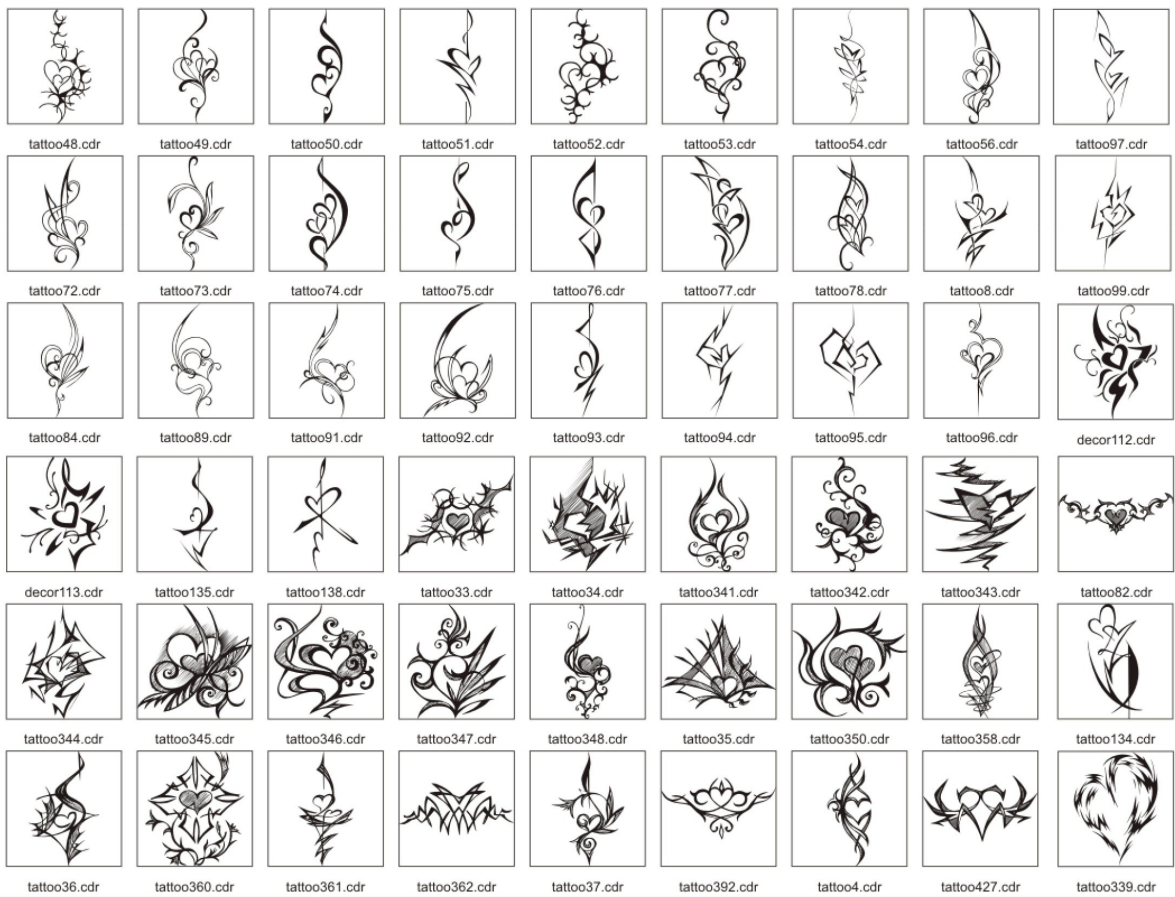 tattoo48.cdr tattoo49.cdr tattoo50.cdr tattoo51.cdr tattoo52.cdr tattoo53.cdr tattoo54.cdr tattoo56.cdr tattoo97.cdr
tattoo72.cdr tattoo73.cdr tattoo74.cdr tattoo75.cdr tattoo76.cdr tattoo77.cdr tattoo78.cdr tattoo8.cdr tattoo99.cdr
tattoo84.cdr tattoo89.cdr tattoo91.cdr tattoo92.cdr tattoo93.cdr tattoo94.cdr tattoo95.cdr tattoo96.cdr decor112.cdr
decor113.cdr tattoo135.cdr tattoo138.cdr tattoo33.cdr tattoo34.cdr tattoo341.cdr tattoo342.cdr tattoo343.cdr tattoo82.cdr
tattoo344.cdr tattoo345.cdr tattoo346.cdr tattoo347.cdr tattoo348.cdr tattoo35.cdr tattoo350.cdr tattoo358.cdr tattoo134.cdr
tattoo36.cdr tattoo360.cdr tattoo361.cdr tattoo362.cdr tattoo37.cdr tattoo392.cdr tattoo4.cdr tattoo427.cdr tattoo339.cdr